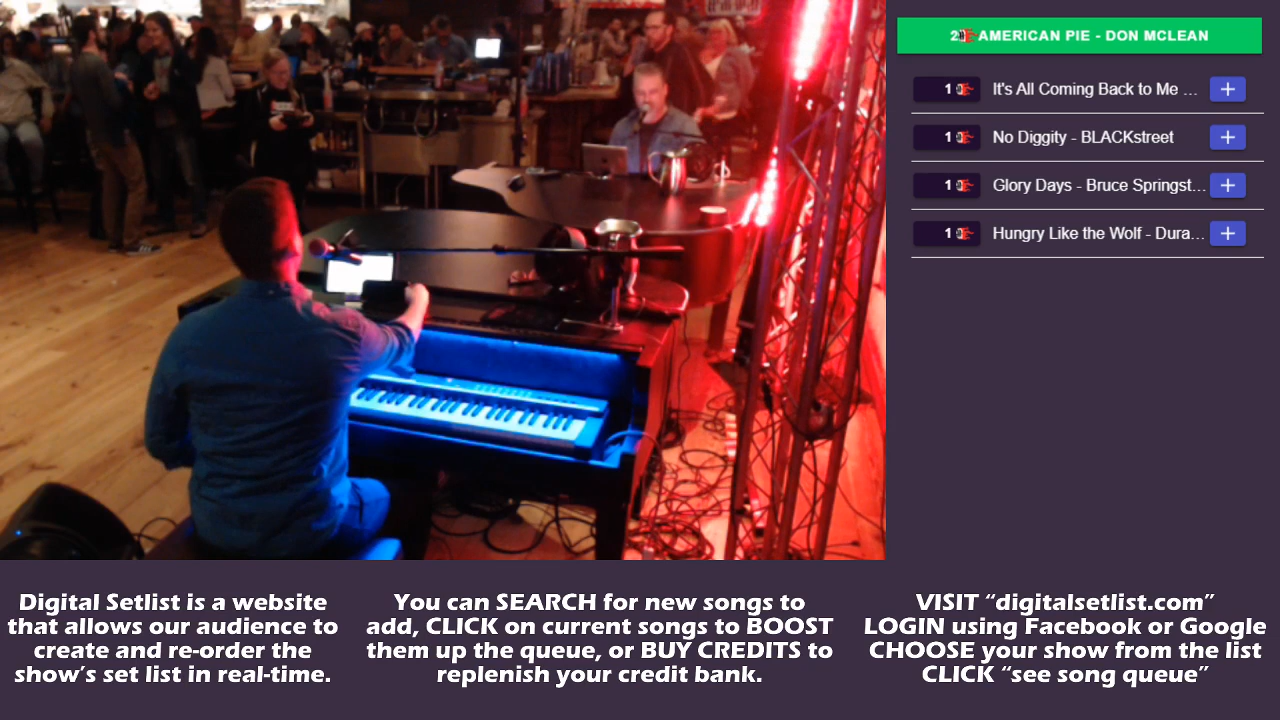 2 AMERICAN PIE - DON MCLEAN
1 It's All Coming Back to Me ... +
1 No Diggity - BLACKstreet +
1 Glory Days - Bruce Springst... +
1 Hungry Like the Wolf - Dura... +
Digital Setlist is a website
that allows our audience to
create and re-order the
show's set list in real-time.
You can SEARCH for new songs to
add, CLICK on current songs to BOOST
them up the queue, or BUY CREDITS to
replenish your credit bank.
VISIT “digitalsetlist.com”
LOGIN using Facebook or Google
CHOOSE your show from the list
CLICK “see song queue”